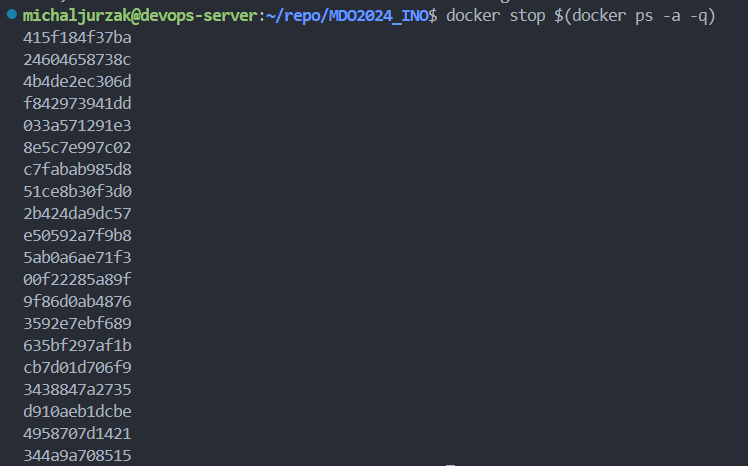 michaljurzak@devops-server:~/repo/MDO2024_INO$ docker stop $(docker ps -a -q)
415f184f37ba
24604658738c
4b4de2ec306d
f842973941dd
033a571291e3
8e5c7e997c02
c7fabab985d8
51ce8b30f3d0
2b424da9dc57
e50592a7f9b8
5ab0a6ae71f3
00f22285a89f
9f86d0ab4876
3592e7ebf689
635bf297af1b
cb7d01d706f9
3438847a2735
d910aeb1dcbe
4958707d1421
344a9a708515